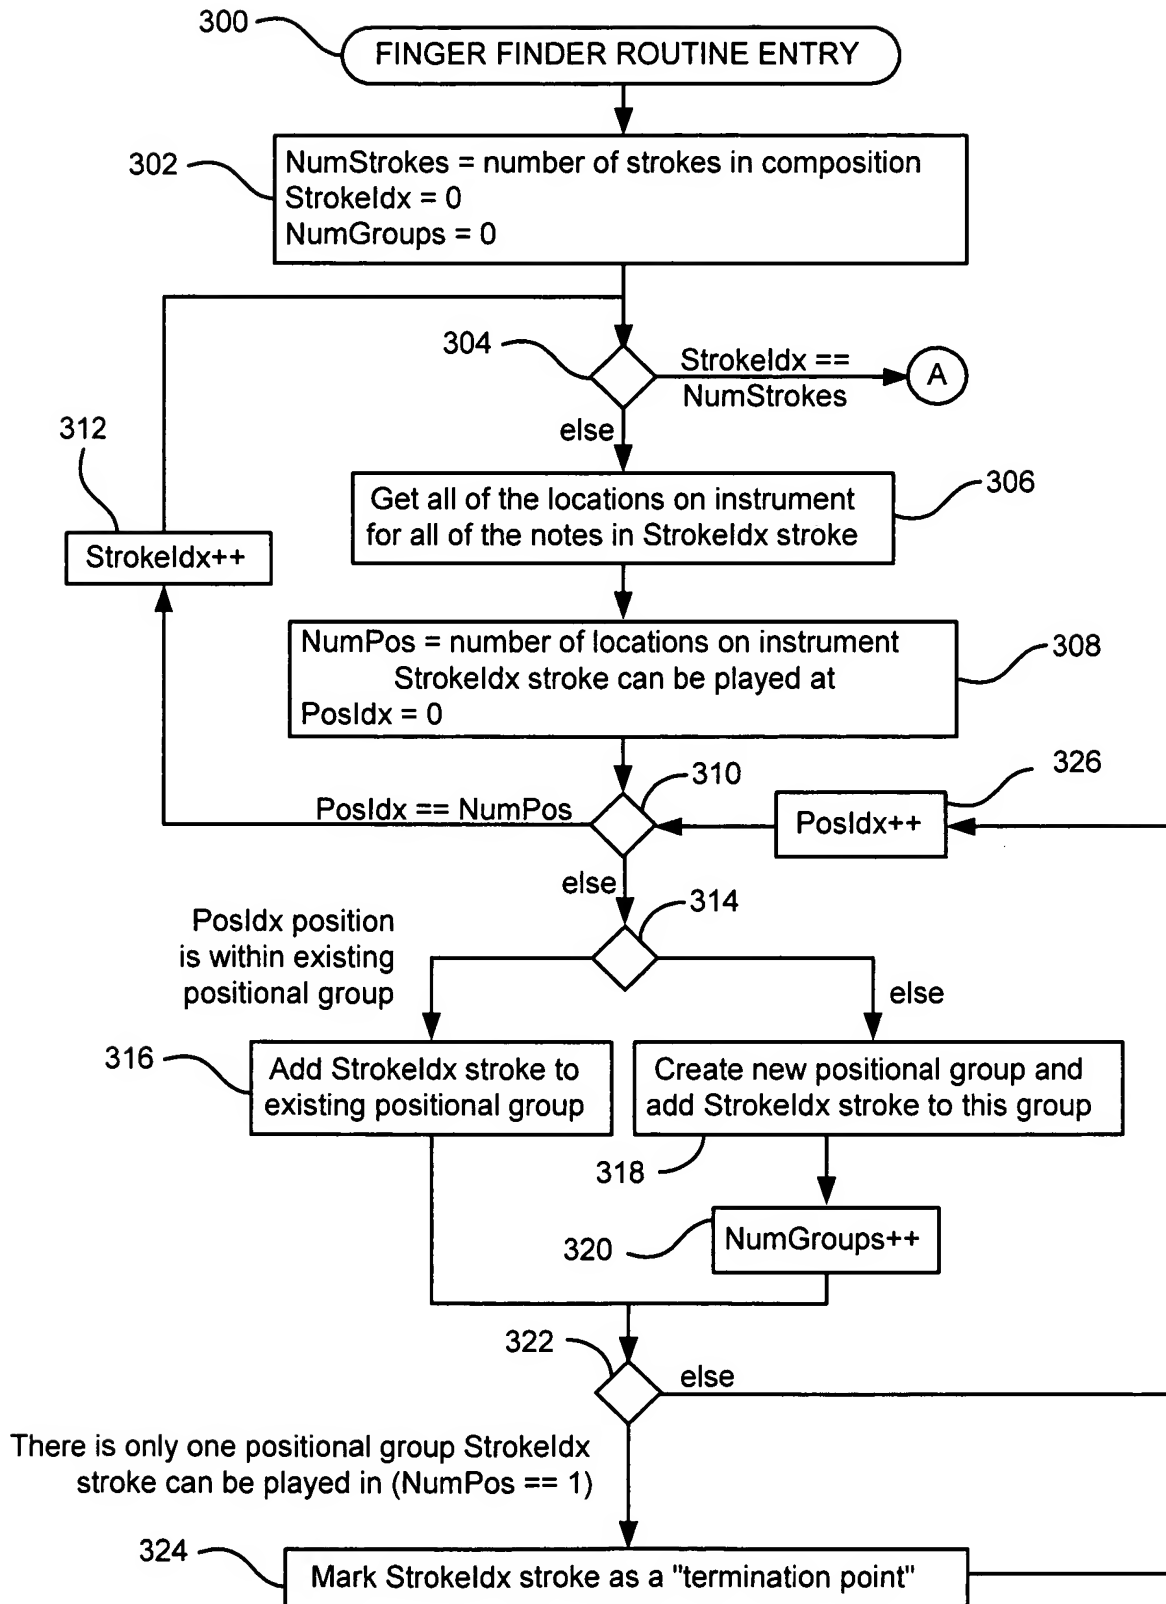 300
FINGER FINDER ROUTINE ENTRY
302
NumStrokes = number of strokes in composition
StrokeIdx = 0
NumGroups = 0
304
StrokeIdx ==
NumStrokes
A
else
312
StrokeIdx++
306
Get all of the locations on instrument
for all of the notes in StrokeIdx stroke
308
NumPos = number of locations on instrument
StrokeIdx stroke can be played at
PosIdx = 0
310
326
PosIdx == NumPos
PosIdx++
else
314
PosIdx position
is within existing
positional group
else
316
Add StrokeIdx stroke to
existing positional group
Create new positional group and
add StrokeIdx stroke to this group
318
320
NumGroups++
322
else
There is only one positional group StrokeIdx
stroke can be played in (NumPos == 1)
324
Mark StrokeIdx stroke as a "termination point"